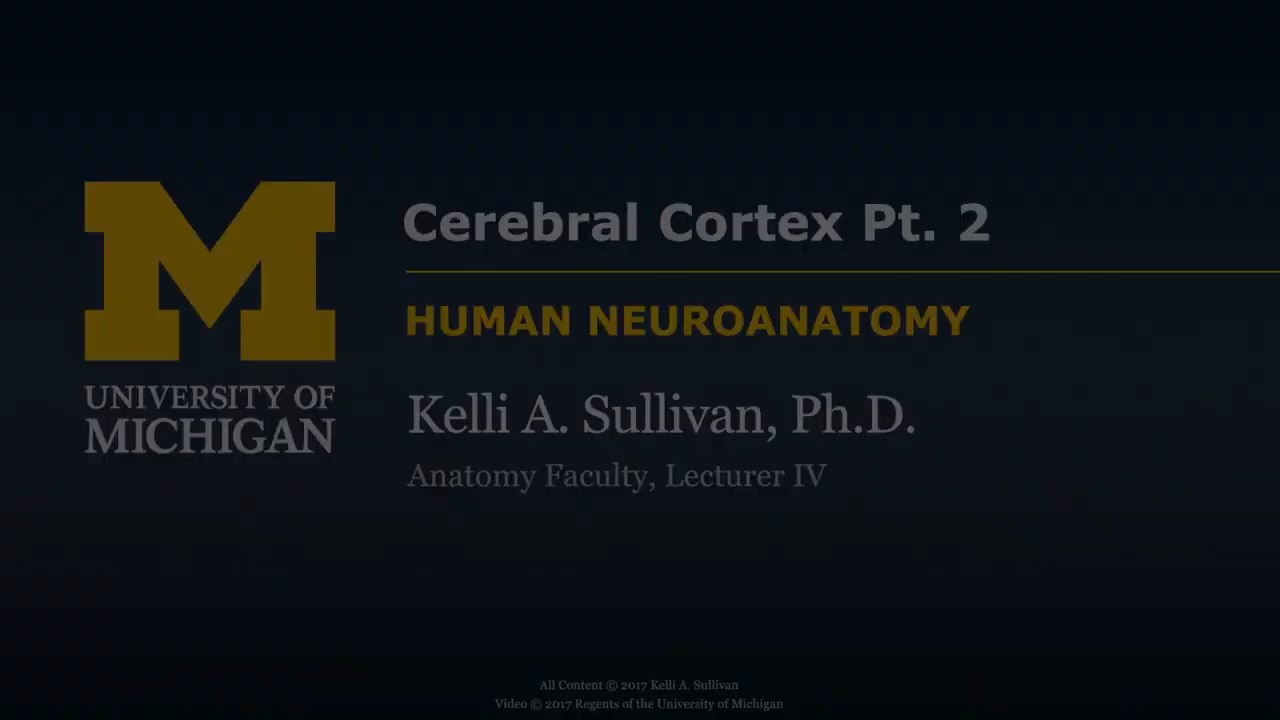 Cerebral Cortex Pt. 2
HUMAN NEUROANATOMY
UNIVERSITY OF
MICHIGAN
Kelli A. Sullivan, Ph.D.
Anatomy Faculty, Lecturer IV
All Content © 2017 Kelli A. Sullivan
Video © 2017 Regents of the University of Michigan